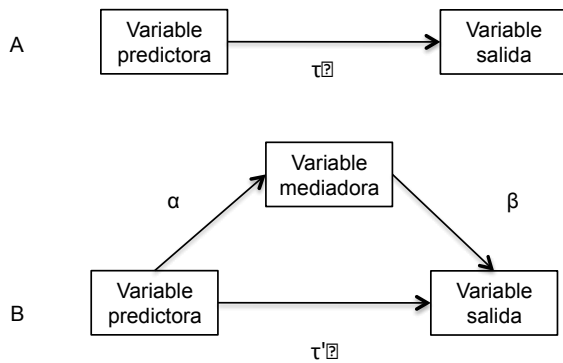 A
Variable
predictora
Variable
salida
τ
Variable
mediadora
α
β
B
Variable
predictora
Variable
salida
τ'